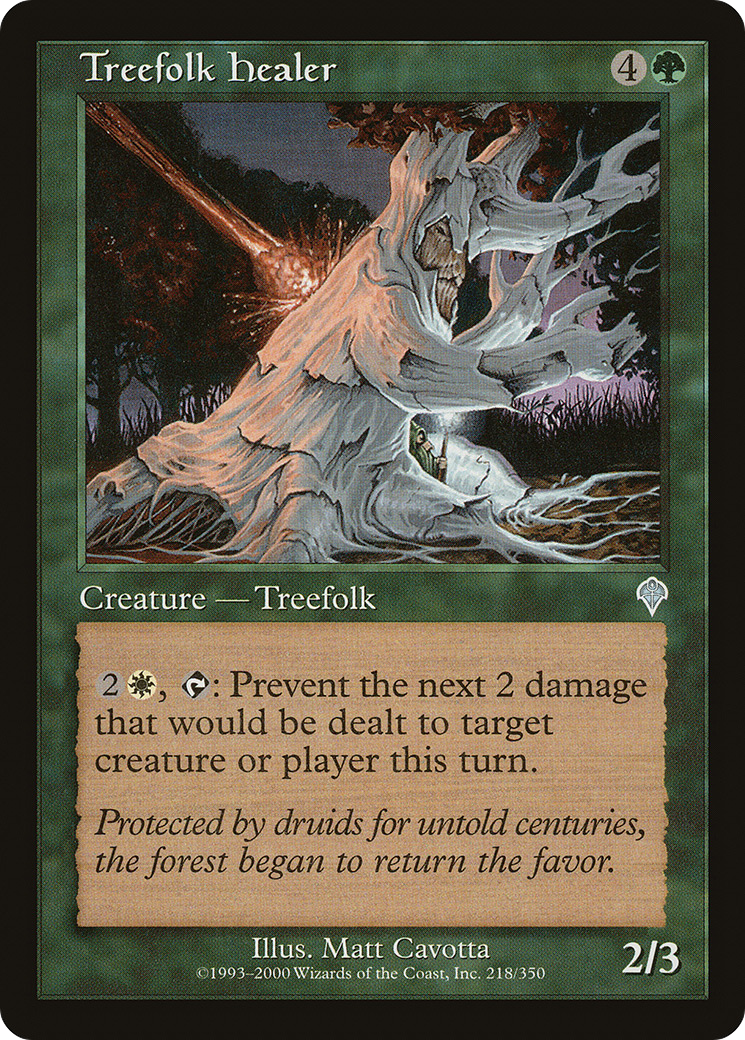 Treefolk Healer 4
Creature — Treefolk
2, : Prevent the next 2 damage
that would be dealt to target
creature or player this turn.
Protected by druids for untold centuries,
the forest began to return the favor.
Illus. Matt Cavotta
©1993–2000 Wizards of the Coast, Inc. 218/350
2/3